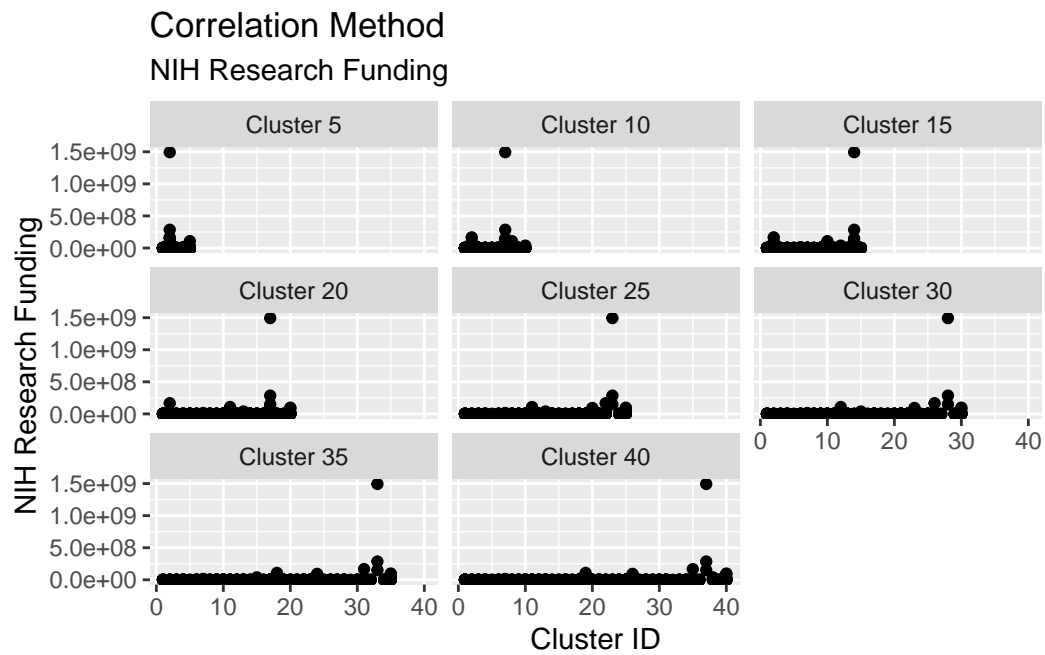 Correlation Method
NIH Research Funding
Cluster 5
Cluster 10
Cluster 15
1.5e+09
1.0e+09
5.0e+08
0.0e+00
Cluster 20
Cluster 25
Cluster 30
1.5e+09
1.0e+09
5.0e+08
0.0e+00
0 10 20 30 40
Cluster 35
Cluster 40
1.5e+09
1.0e+09
5.0e+08
0.0e+00
0 10 20 30 40
0 10 20 30 40
NIH Research Funding
Cluster ID